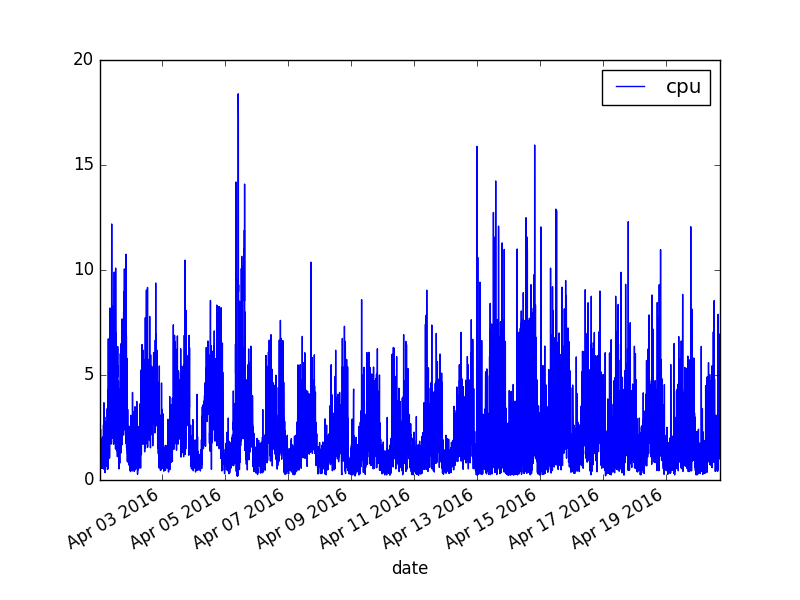 20
cpu
15
10
5
0
Apr 03 2016
Apr 05 2016
Apr 07 2016
Apr 09 2016
Apr 11 2016
Apr 13 2016
Apr 15 2016
Apr 17 2016
Apr 19 2016
date